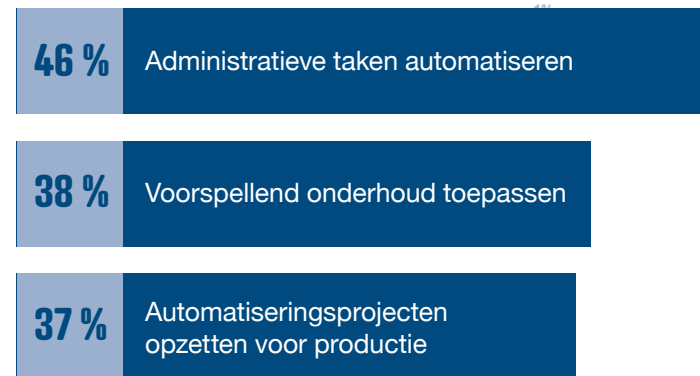 46 %
Administratieve taken automatiseren
38 %
Voorspellend onderhoud toepassen
37 %
Automatiseringsprojecten
opzetten voor productie